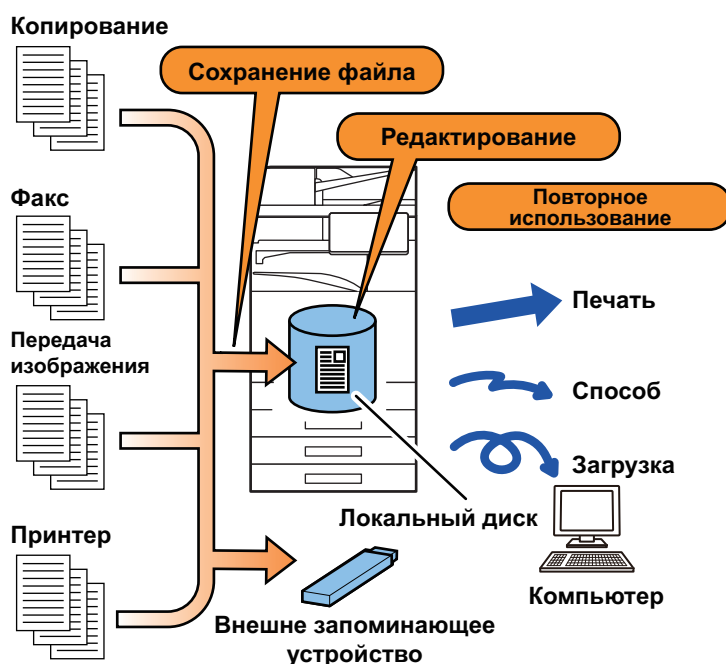 Копирование
Сохранение файла
Редактирование
Факс
Повторное
использование
Передача
изображения
Печать
Способ
Загрузка
Локальный диск
Принтер
Компьютер
Внешне запоминающее
устройство